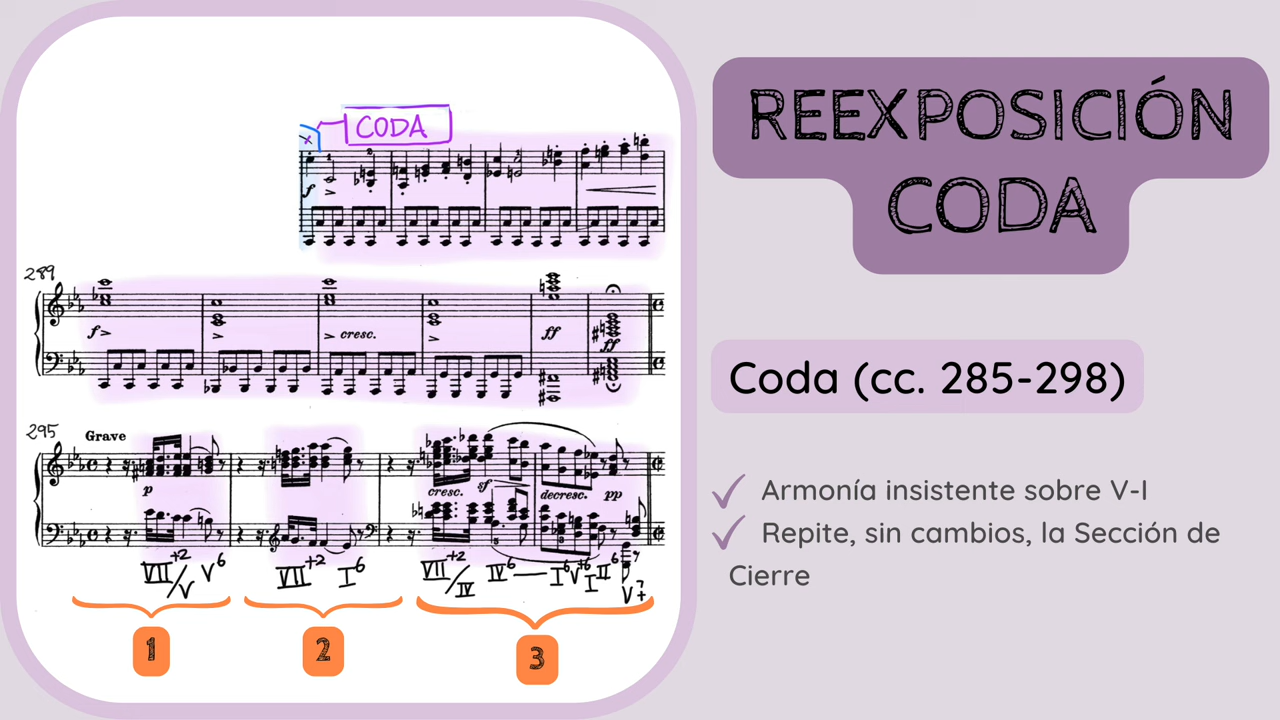 REEXPOSICIÓN
CODA
Coda (cc. 285-298)
Armonía insistente sobre V-I
Repite, sin cambios, la Sección de
Cierre
CODA
f
289
f
cresc.
ff
ff
295
Grave
p
cresc.
sf
decresc.
pp
VII+2/V V6
VII+2 I6
VII+2/IV IV6 — I6 V+6 I II6 V7+
1
2
3